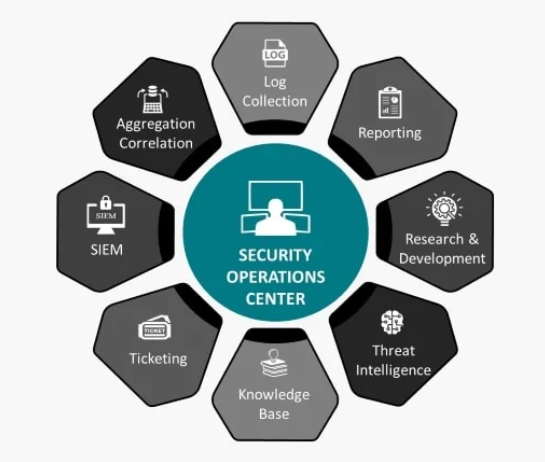 LOG
Log
Collection
Reporting
Research &
Development
Threat
Intelligence
Knowledge
Base
TICKET
Ticketing
SIEM
SIEM
Aggregation
Correlation
SECURITY
OPERATIONS
CENTER